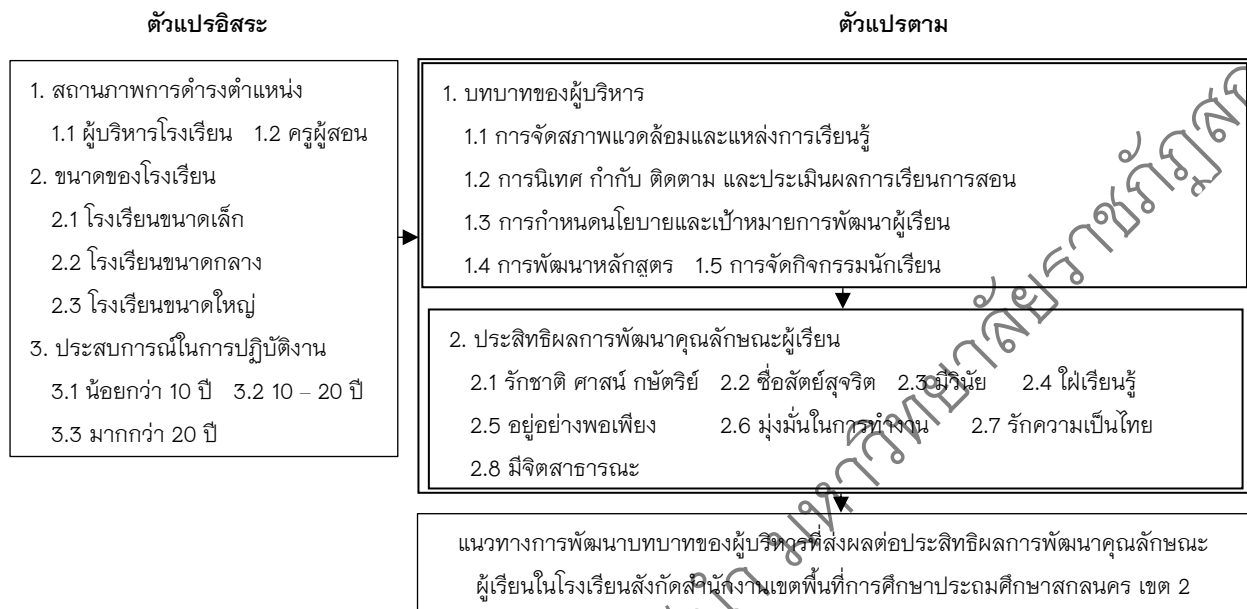 ตัวแปรอิสระ
1. สถานภาพการดำรงตำแหน่ง
1.1 ผู้บริหารโรงเรียน 1.2 ครูผู้สอน
2. ขนาดของโรงเรียน
2.1 โรงเรียนขนาดเล็ก
2.2 โรงเรียนขนาดกลาง
2.3 โรงเรียนขนาดใหญ่
3. ประสบการณ์ในการปฏิบัติงาน
3.1 น้อยกว่า 10 ปี 3.2 10 – 20 ปี
3.3 มากกว่า 20 ปี
ตัวแปรตาม
1. บทบาทของผู้บริหาร
1.1 การจัดสภาพแวดล้อมและแหล่งการเรียนรู้
1.2 การนิเทศ กำกับ ติดตาม และประเมินผลการเรียนการสอน
1.3 การกำหนดนโยบายและเป้าหมายการพัฒนาผู้เรียน
1.4 การพัฒนาหลักสูตร 1.5 การจัดกิจกรรมนักเรียน
2. ประสิทธิผลการพัฒนาคุณลักษณะผู้เรียน
2.1 รักชาติ ศาสน์ กษัตริย์ 2.2 ซื่อสัตย์สุจริต 2.3 มีวินัย 2.4 ใฝ่เรียนรู้
2.5 อยู่อย่างพอเพียง 2.6 มุ่งมั่นในการทำงาน 2.7 รักความเป็นไทย
2.8 มีจิตสาธารณะ
แนวทางการพัฒนาบทบาทของผู้บริหารที่ส่งผลต่อประสิทธิผลการพัฒนาคุณลักษณะ
ผู้เรียนในโรงเรียนสังกัดสำนักงานเขตพื้นที่การศึกษาประถมศึกษาสกลนคร เขต 2
มหาวิทยาลัยราชภัฏ